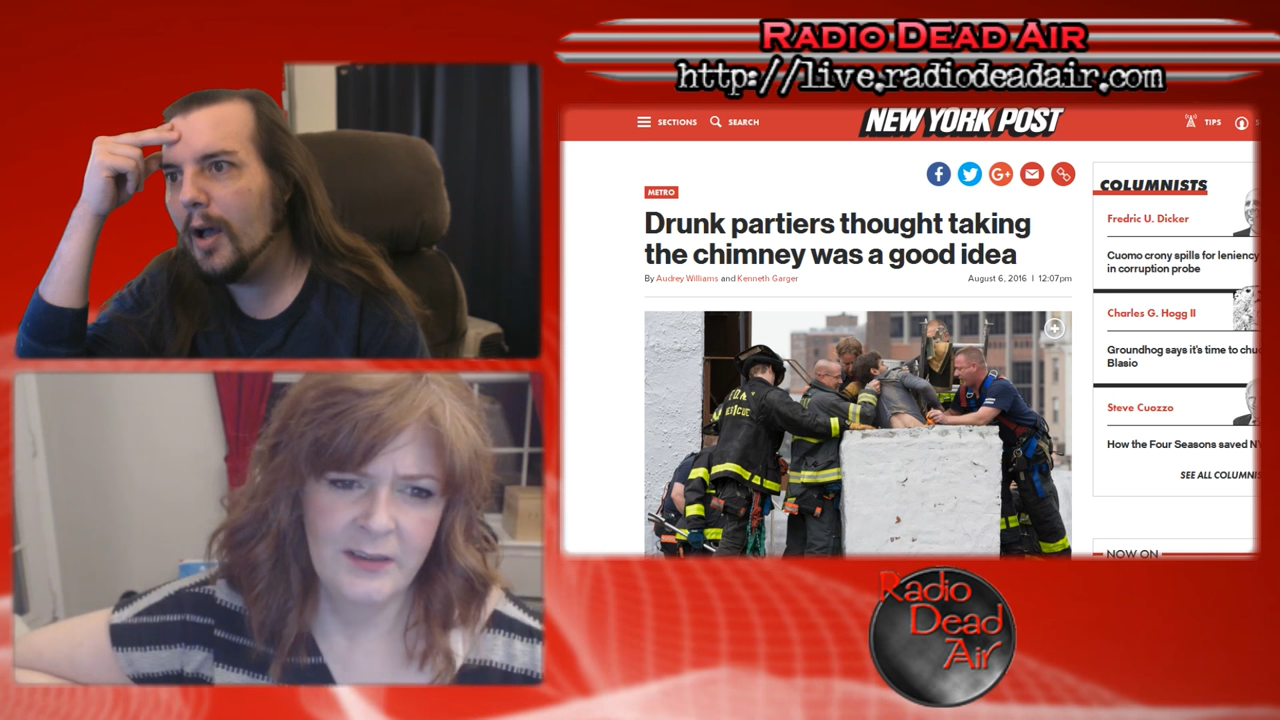 RADIO DEAD AIR
http://live.radiodeadair.com
SECTIONS
SEARCH
NEW YORK POST
TIPS
METRO
Drunk partiers thought taking
the chimney was a good idea
By Audrey Williams and Kenneth Garger
August 6, 2016 | 12:07pm
COLUMNISTS
Fredric U. Dicker
Cuomo crony spills for leniency
in corruption probe
Charles G. Hogg II
Groundhog says it's time to
Blasio
Steve Cuozzo
How the Four Seasons saved
SEE ALL
NOW ON
Radio
Dead
Air